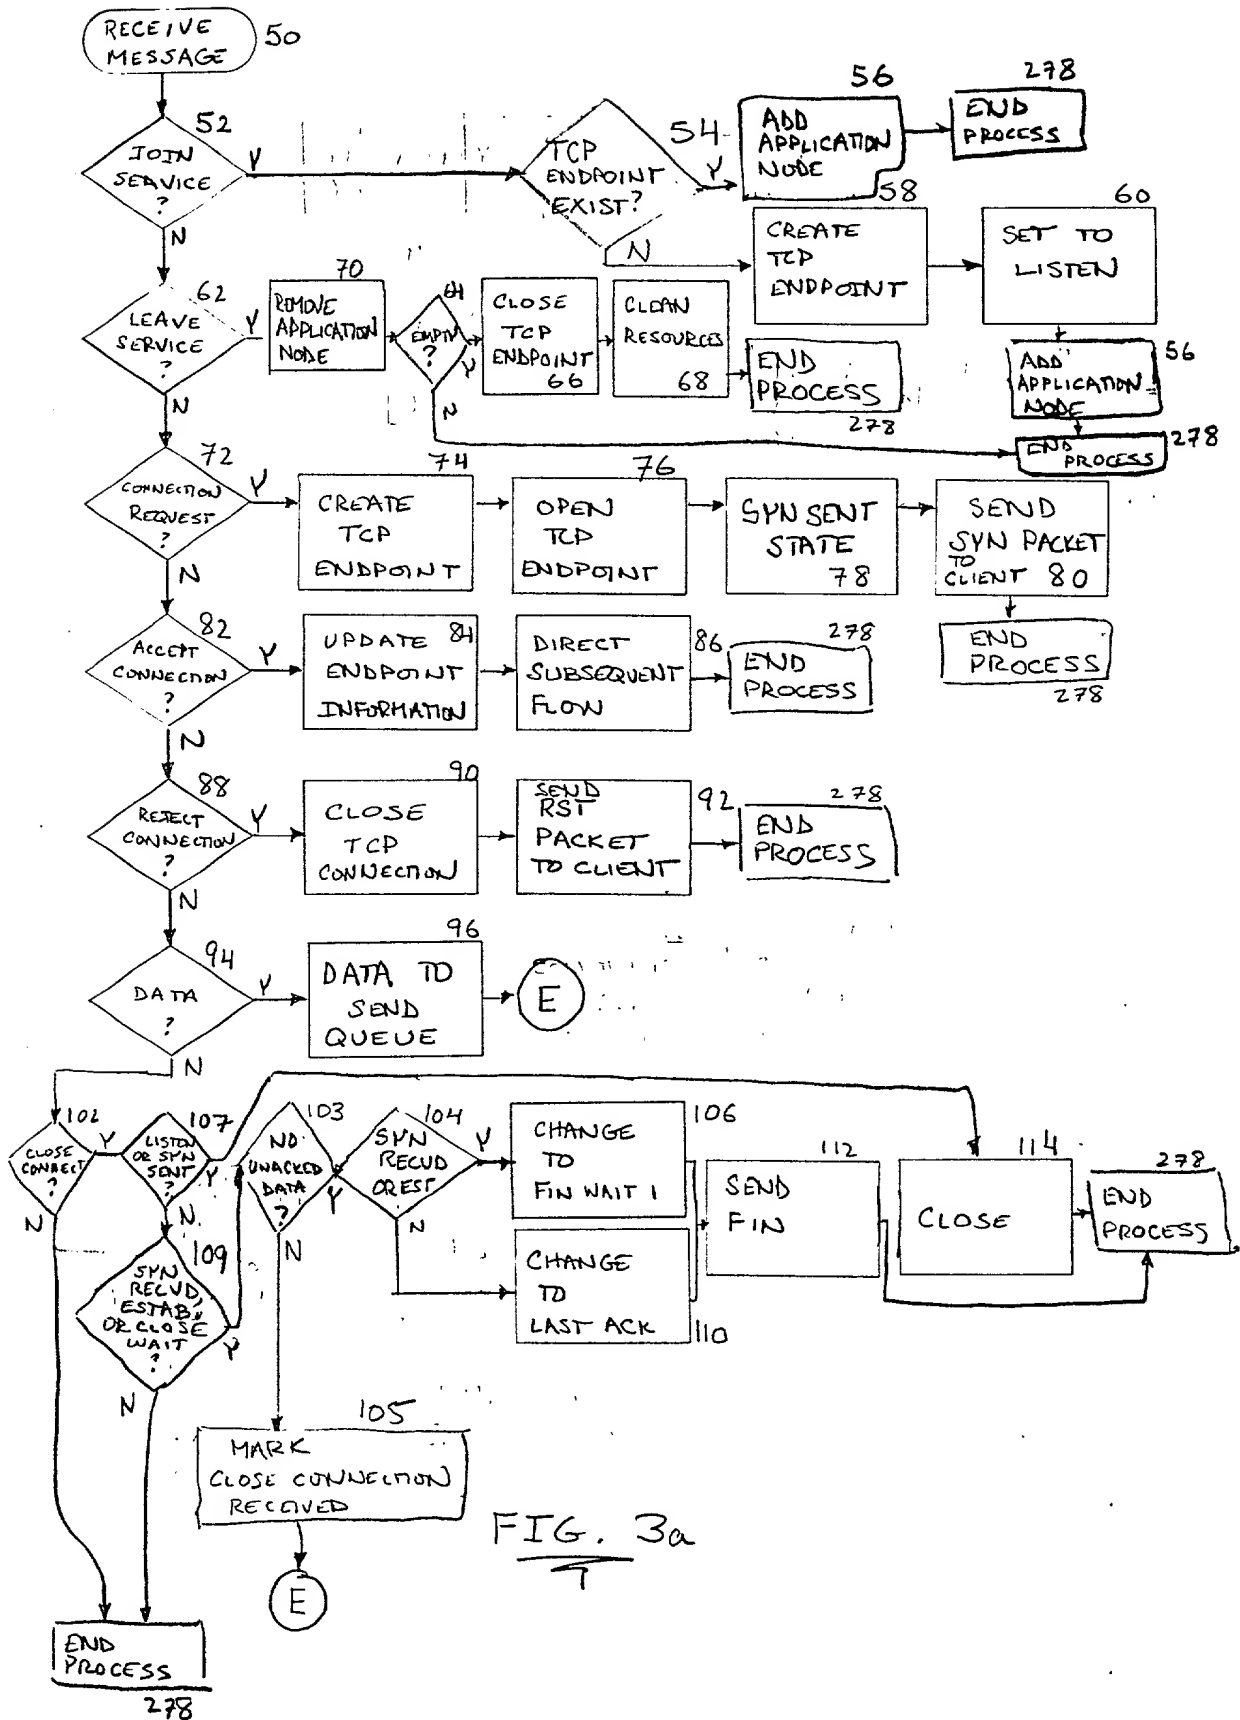 RECEIVE
MESSAGE
50
52
JOIN
SERVICE
?
Y
N
TCP
ENDPOINT
EXIST?
54
Y
N
56
ADD
APPLICATION
NODE
278
END
PROCESS
58
CREATE
TCP
ENDPOINT
60
SET TO
LISTEN
56
ADD
APPLICATION
NODE
278
END
PROCESS
62
LEAVE
SERVICE
?
Y
N
70
REMOVE
APPLICATION
NODE
64
EMPTY
?
Y
N
CLOSE
TCP
ENDPOINT
66
CLEAN
RESOURCES
68
END
PROCESS
278
72
CONNECTION
REQUEST
?
Y
N
74
CREATE
TCP
ENDPOINT
76
OPEN
TCP
ENDPOINT
SYN SENT
STATE
78
SEND
SYN PACKET
TO
CLIENT 80
END
PROCESS
278
82
ACCEPT
CONNECTION
?
Y
N
UPDATE 84
ENDPOINT
INFORMATION
DIRECT
SUBSEQUENT
FLOW
86
278
END
PROCESS
88
REJECT
CONNECTION
?
Y
N
90
CLOSE
TCP
CONNECTION
SEND
RST
PACKET
TO CLIENT
92
278
END
PROCESS
94
DATA
?
Y
N
96
DATA TO
SEND
QUEUE
E
102
CLOSE
CONNECT
?
Y
N
107
LISTEN
OR SYN
SENT
?
Y
N
103
NO
UNACKED
DATA
?
Y
N
104
SYN
RECVD
OR EST
Y
N
106
CHANGE
TO
FIN WAIT 1
CHANGE
TO
LAST ACK
110
112
SEND
FIN
114
CLOSE
278
END
PROCESS
109
SYN
RECVD,
ESTAB,
OR CLOSE
WAIT
?
Y
N
105
MARK
CLOSE CONNECTION
RECEIVED
E
END
PROCESS
278
FIG. 3a